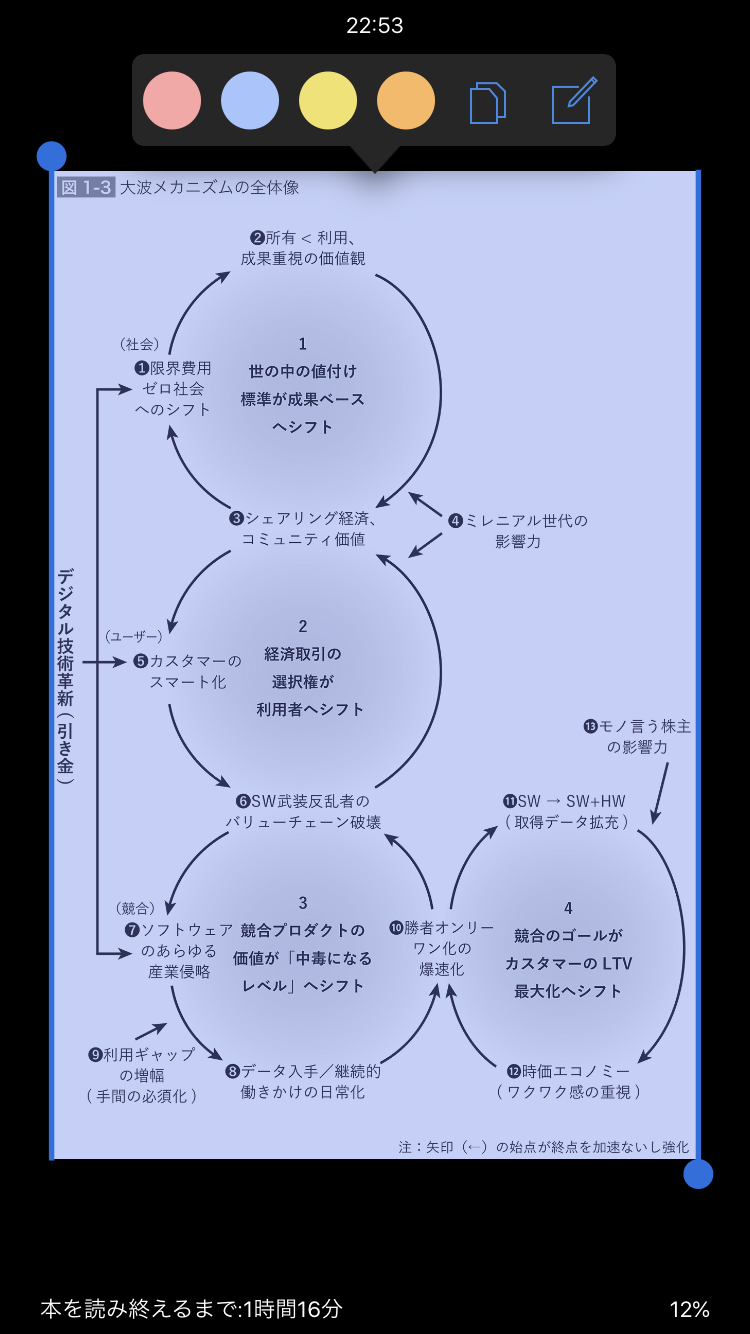 22:53
図 1-3 大波メカニズムの全体像
❷所有 < 利用、
成果重視の価値観
（社会）
❶限界費用
ゼロ社会
へのシフト
1
世の中の値付け
標準が成果ベース
へシフト
❸シェアリング経済、
コミュニティ価値
❹ミレニアル世代の
影響力
デジタル技術革新（引き金）
（ユーザー）
❺カスタマーの
スマート化
2
経済取引の
選択権が
利用者へシフト
⓭モノ言う株主
の影響力
❻SW武装反乱者の
バリューチェーン破壊
⓫SW → SW+HW
（取得データ拡充）
（競合）
❼ソフトウェア
のあらゆる
産業侵略
3
競合プロダクトの
価値が「中毒になる
レベル」へシフト
❿勝者オンリー
ワン化の
爆速化
4
競合のゴールが
カスタマーの LTV
最大化へシフト
❾利用ギャップ
の増幅
（手間の必須化）
❽データ入手／継続的
働きかけの日常化
⓬時価エコノミー
（ワクワク感の重視）
注：矢印（←）の始点が終点を加速ないし強化
本を読み終えるまで:1時間16分
12%